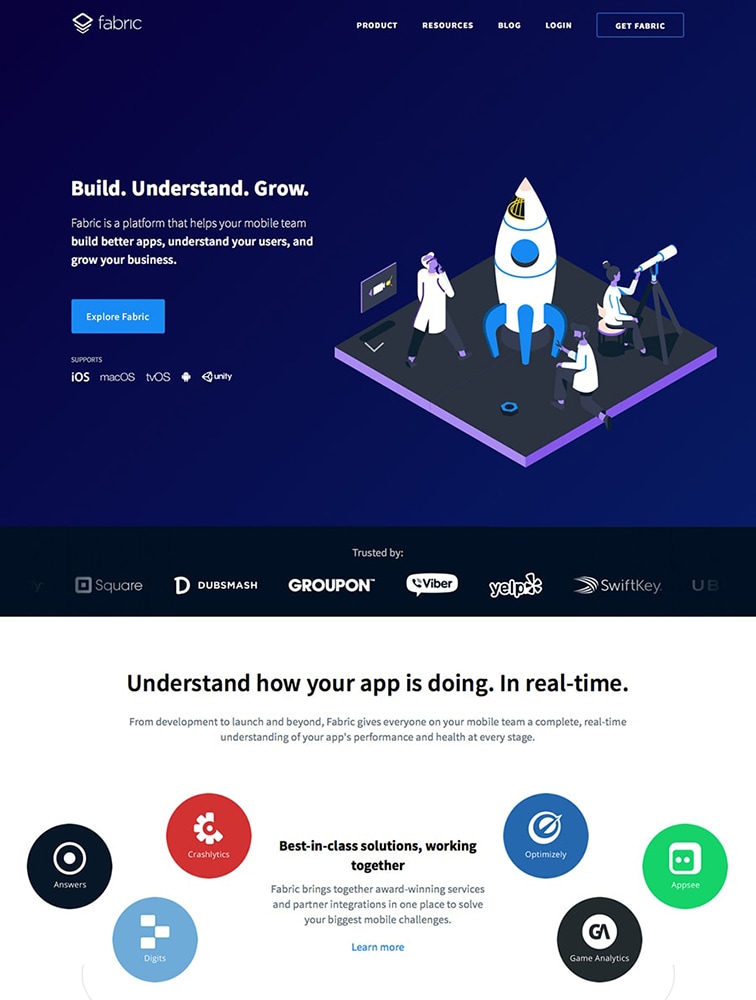 fabric
PRODUCT RESOURCES BLOG LOGIN GET FABRIC
Build. Understand. Grow.
Fabric is a platform that helps your mobile team
build better apps, understand your users, and
grow your business.
Explore Fabric
SUPPORTS
iOS macOS tvOS unity
Trusted by:
Square DUBSMASH GROUPON™ Viber yelp SwiftKey. UB
Understand how your app is doing. In real-time.
From development to launch and beyond, Fabric gives everyone on your mobile team a complete, real-time
understanding of your app's performance and health at every stage.
Answers
Crashlytics
Digits
Best-in-class solutions, working
together
Fabric brings together award-winning services
and partner integrations in one place to solve
your biggest mobile challenges.
Learn more
Optimizely
Appsee
GA
Game Analytics